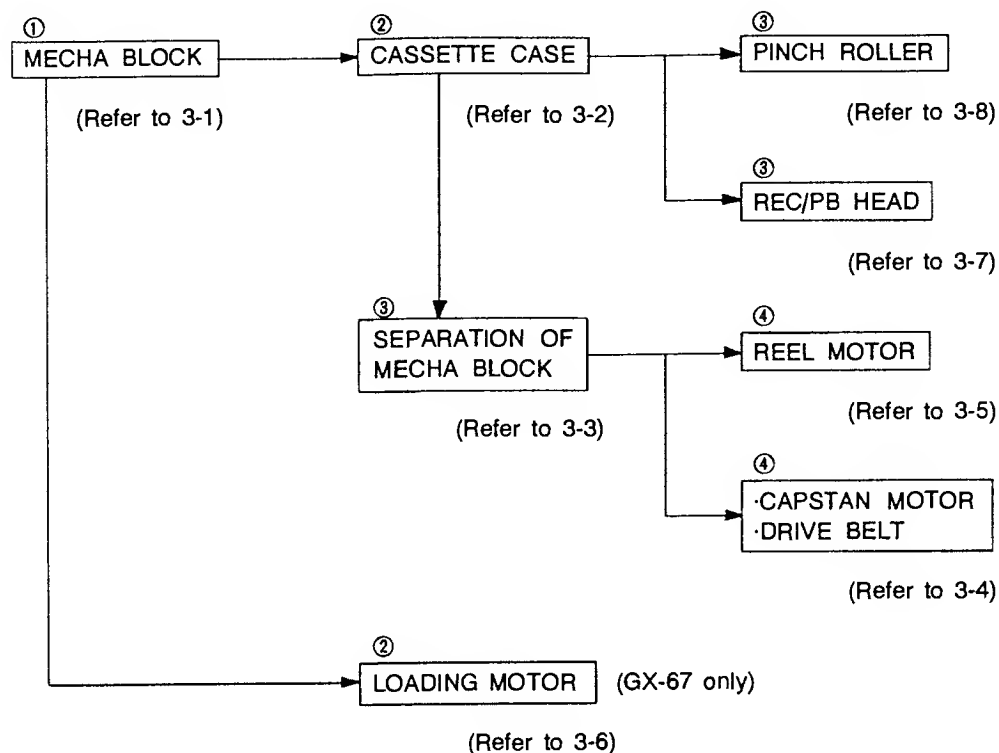 ① ② ③
MECHA BLOCK CASSETTE CASE PINCH ROLLER
(Refer to 3-1) (Refer to 3-2) (Refer to 3-8)
③
REC/PB HEAD
(Refer to 3-7)
③ ④
SEPARATION OF
MECHA BLOCK REEL MOTOR
(Refer to 3-3) (Refer to 3-5)
④
·CAPSTAN MOTOR
·DRIVE BELT
(Refer to 3-4)
②
LOADING MOTOR (GX-67 only)
(Refer to 3-6)